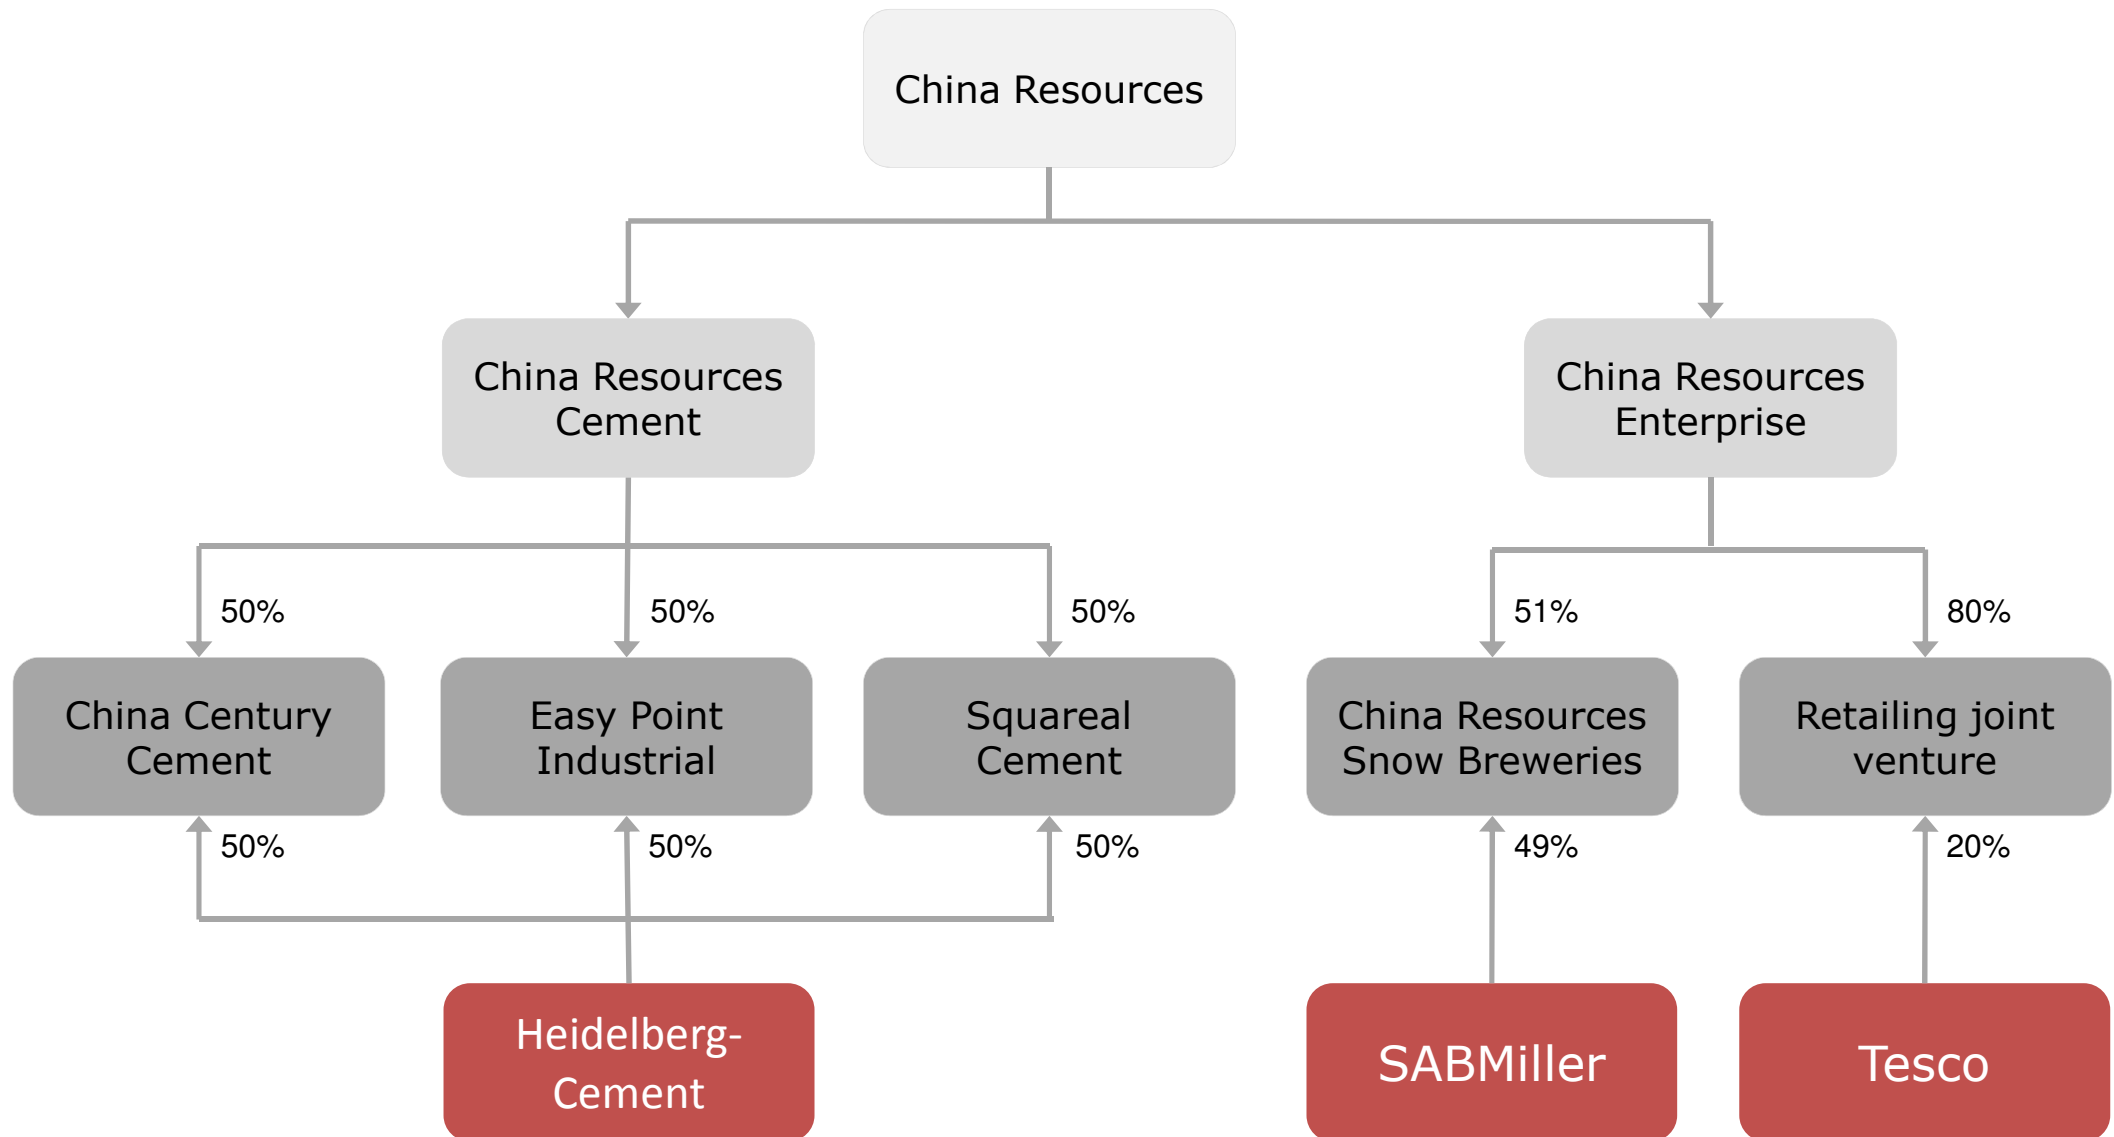 China Resources
China Resources
Cement
China Resources
Enterprise
50%
50%
50%
51%
80%
China Century
Cement
Easy Point
Industrial
Squareal
Cement
China Resources
Snow Breweries
Retailing joint
venture
50%
50%
50%
49%
20%
Heidelberg-
Cement
SABMiller
Tesco